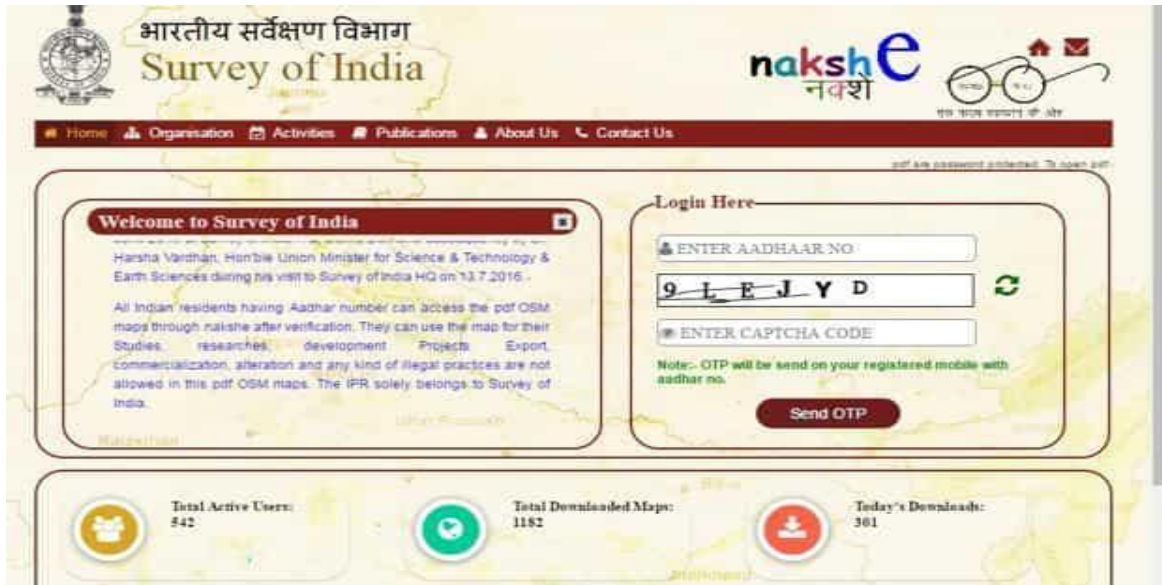 भारतीय सर्वेक्षण विभाग
Survey of India
nakshe
नक्शे
Home Organisation Activities Publications About Us Contact Us
pdf are password protected. To open pdf
Welcome to Survey of India
Harsha Vardhan, Hon'ble Union Minister for Science & Technology &
Earth Sciences during his visit to Survey of India HQ on 13.7.2016.
All Indian residents having Aadhar number can access the pdf OSM
maps through nakshe after verification. They can use the map for their
Studies, researches, development Projects Export,
commercialization, alteration and any kind of illegal practices are not
allowed in this pdf OSM maps. The IPR solely belongs to Survey of
India.
Login Here
ENTER AADHAAR NO
9 L E J Y D
ENTER CAPTCHA CODE
Note:- OTP will be send on your registered mobile with
aadhar no.
Send OTP
Total Active Users:
542
Total Downloaded Maps:
1182
Today's Downloads:
301